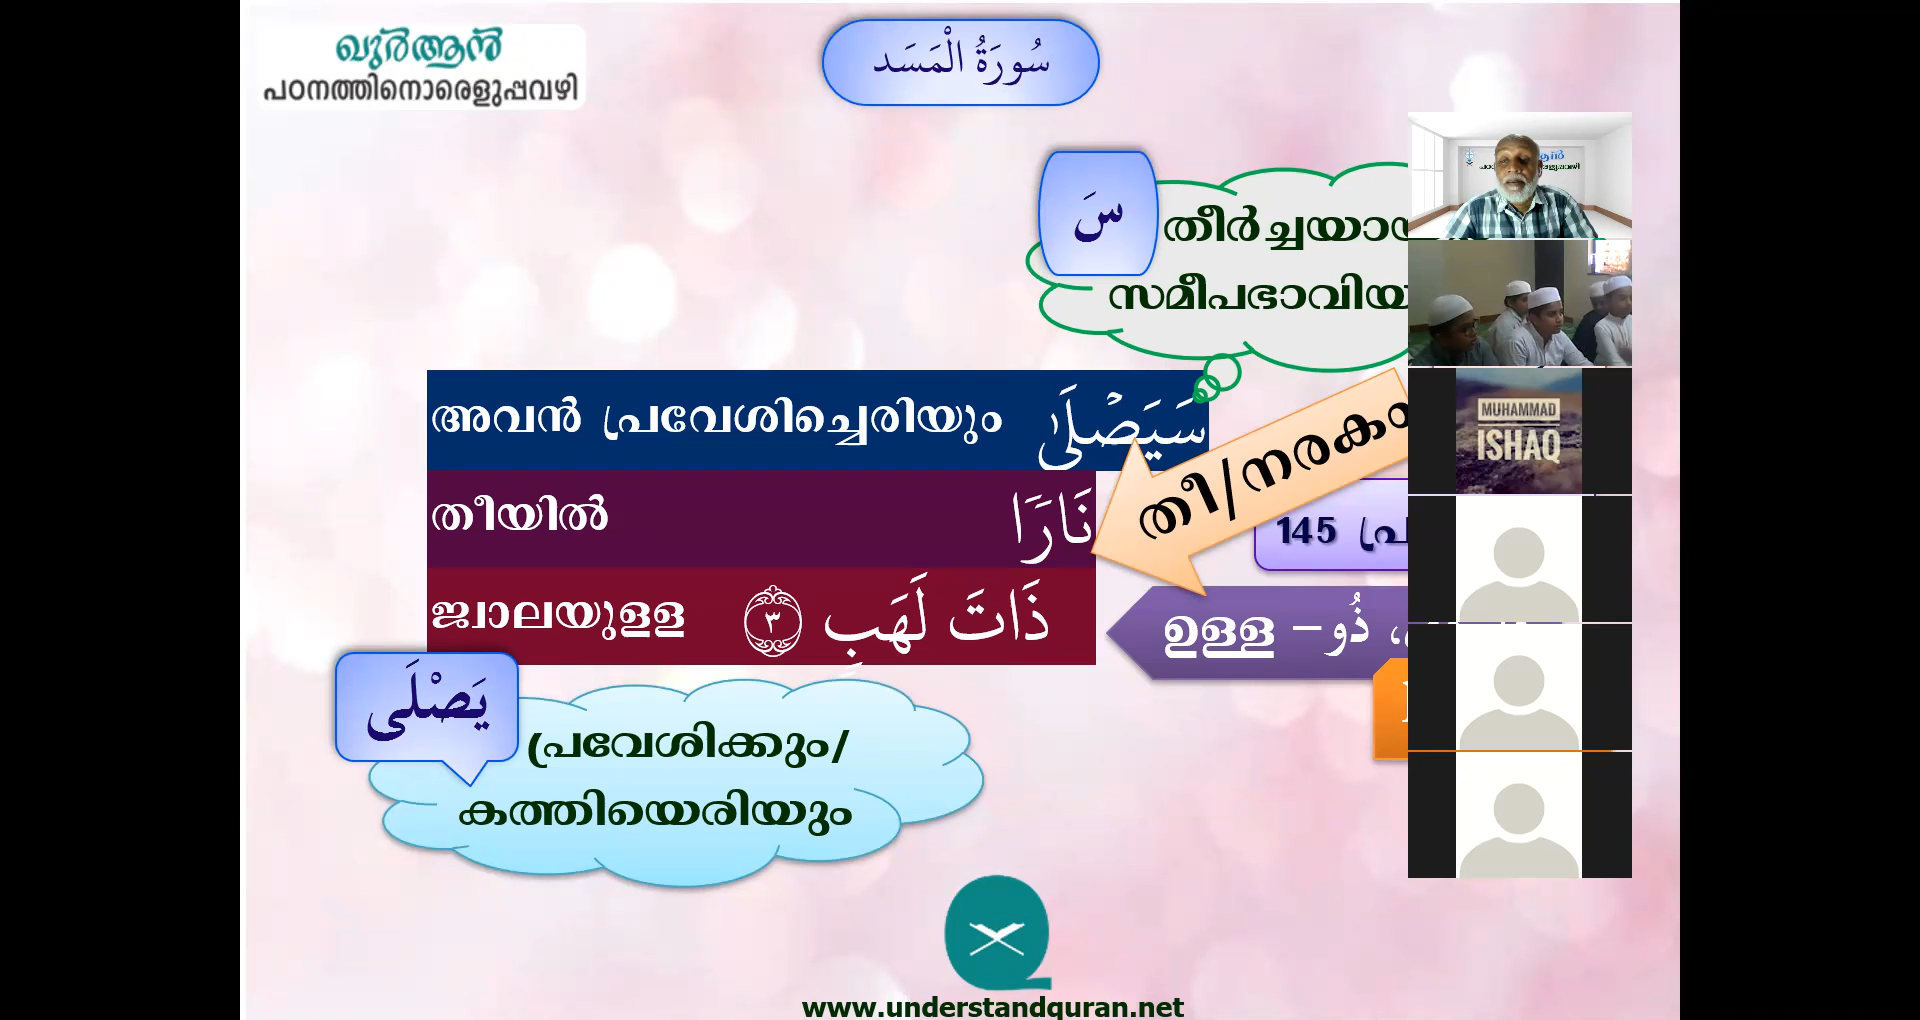 ഖുർആൻ
പഠനത്തിനൊരെളുപ്പവഴി
سُورَةُ الْمَسَد
سَ
തീർച്ചയായും
സമീപഭാവിയ
അവൻ പ്രവേശിച്ചെരിയും سَيَصْلَىٰ
തീയിൽ نَارًا
ജ്വാലയുള്ള ذَاتَ لَهَبٍ ٣
തീ/നരകം
145 പ്ര
ഉള്ള – ذُو،
يَصْلَى
പ്രവേശിക്കും/
കത്തിയെരിയും
MUHAMMAD
ISHAQ
www.understandquran.net